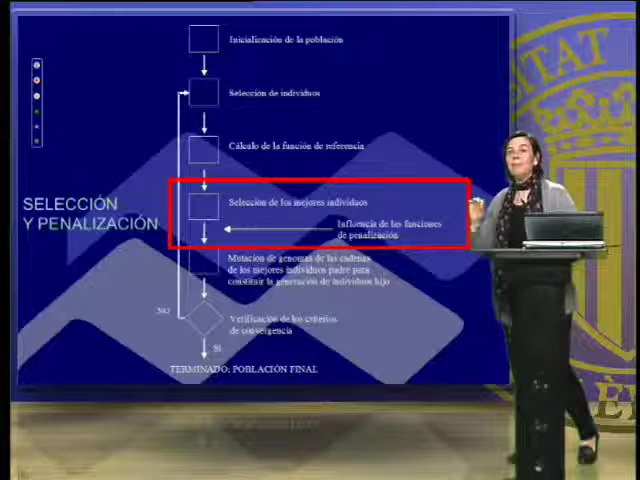 Inicialización de la población
Selección de individuos
Cálculo de la función de referencia
SELECCIÓN
Y PENALIZACIÓN
Selección de los mejores individuos
Influencia de las funciones
de penalización
Mutación de genomas de las cadenas
de los mejores individuos padre para
constituir la generación de individuos hijo
NO
Verificación de los criterios
de convergencia
SI
TERMINADO: POBLACIÓN FINAL
TAT